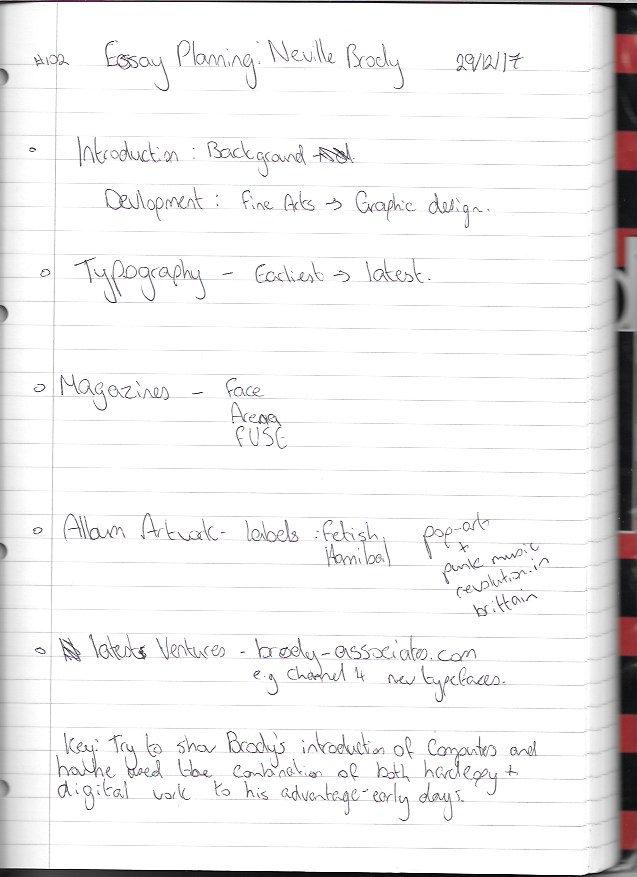 #102 Essay Planning: Neville Brody 29/12/17
Introduction : Background
Devlopment : Fine Arts → Graphic design.
Typography - Earliest → latest.
Magazines - Face
Arena
FUSE
Album Artwork - labels : fetish,
Hannibal
pop-art
+
punk music
revolution in
brittain
latest Ventures - brody-associates.com
e.g Channel 4 new typefaces.
Key: Try to show Brody's introduction of Computers and
how he used the combination of both hardcopy +
digital work to his advantage - early days.